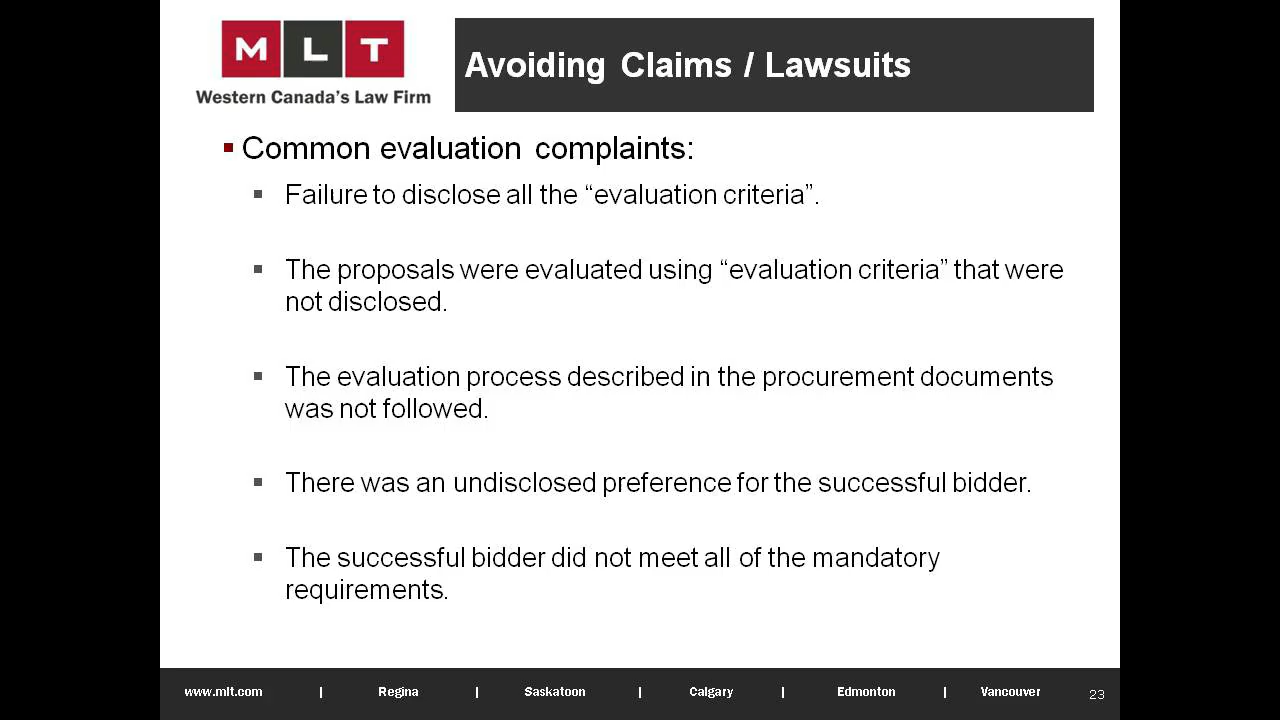 MLT
Western Canada's Law Firm
Avoiding Claims / Lawsuits
Common evaluation complaints:
Failure to disclose all the “evaluation criteria”.
The proposals were evaluated using “evaluation criteria” that were
not disclosed.
The evaluation process described in the procurement documents
was not followed.
There was an undisclosed preference for the successful bidder.
The successful bidder did not meet all of the mandatory
requirements.
www.mlt.com | Regina | Saskatoon | Calgary | Edmonton | Vancouver 23